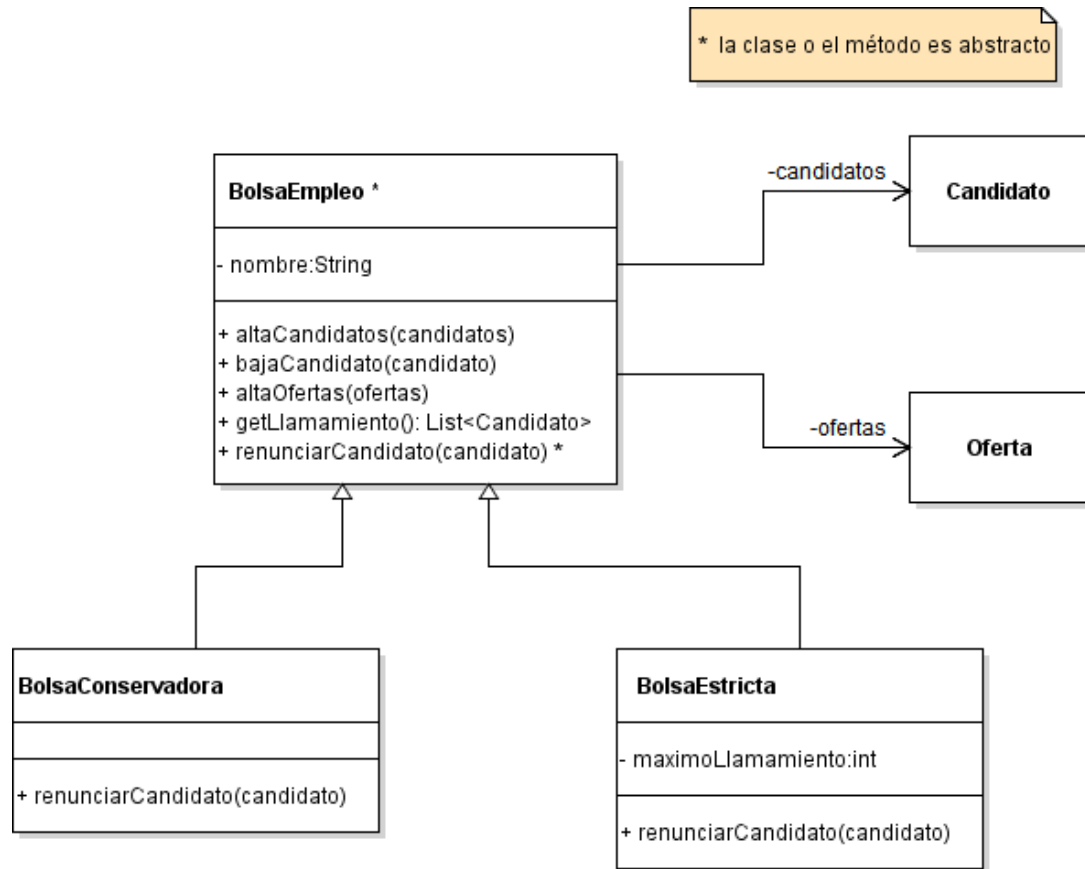 * la clase o el método es abstracto
-candidatos
Candidato
BolsaEmpleo *
- nombre:String
+ altaCandidatos(candidatos)
+ bajaCandidato(candidato)
+ altaOfertas(ofertas)
+ getLlamamiento(): List<Candidato>
+ renunciarCandidato(candidato) *
-ofertas
Oferta
BolsaConservadora
+ renunciarCandidato(candidato)
BolsaEstricta
- maximoLlamamiento:int
+ renunciarCandidato(candidato)